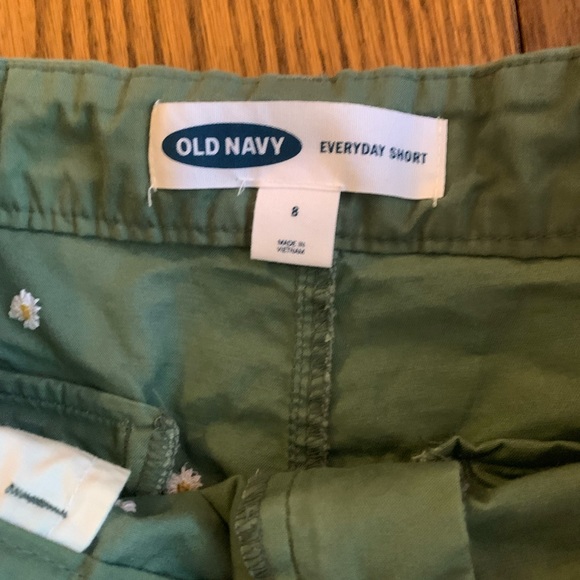 OLD NAVY
EVERYDAY SHORT
8
MADE IN
VIETNAM